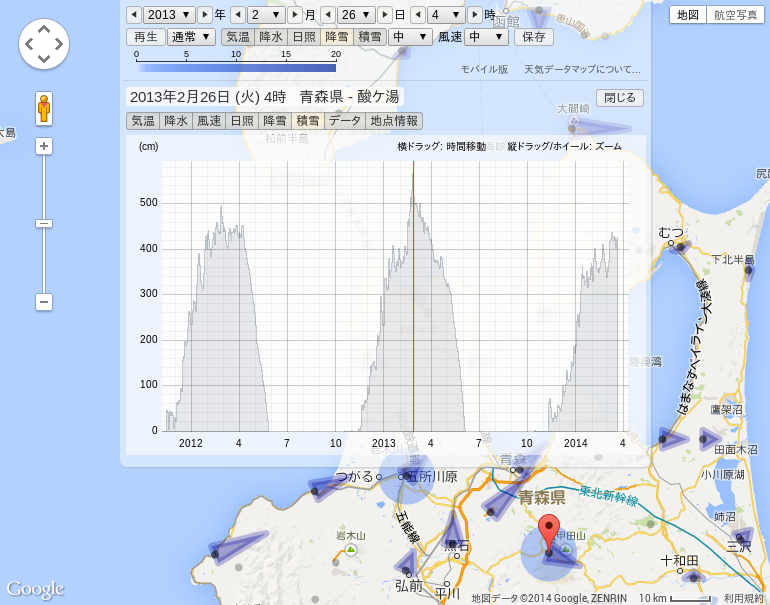 2013 年 2 月 26 日 4 時
再生 通常 気温 降水 日照 降雪 積雪 中 風速 中 保存
0 5 10 15 20
モバイル版 天気データマップについて...
2013年2月26日 (火) 4時 青森県 - 酸ケ湯 閉じる
気温 降水 風速 日照 降雪 積雪 データ 地点情報
(cm) 横ドラッグ: 時間移動 縦ドラッグ/ホイール: ズーム
500
400
300
200
100
0
2012 4 7 10 2013 4 7 10 2014 4
地図 航空写真
函館
恵山国道
大間崎
松前半島
大島
むつ
下北半島
はまなすベイライン大湊線
陸奥湾
鷹架沼
田面木沼
小川原湖
姉沼
三沢
十和田
つがる
五所川原
岩木川
青森
青森県
東北新幹線
五能線
岩木山
黒石
弘前
平川
甲田山
Google
地図データ ©2014 Google, ZENRIN 10 km 利用規約